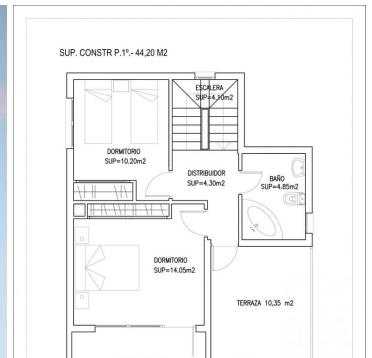 SUP. CONSTR P.1º.- 44,20 M2
ESCALERA
SUP=4.10m2
DORMITORIO
SUP=10.20m2
DISTRIBUIDOR
SUP=4.30m2
BAÑO
SUP=4.85m2
DORMITORIO
SUP=14.05m2
TERRAZA 10,35 m2